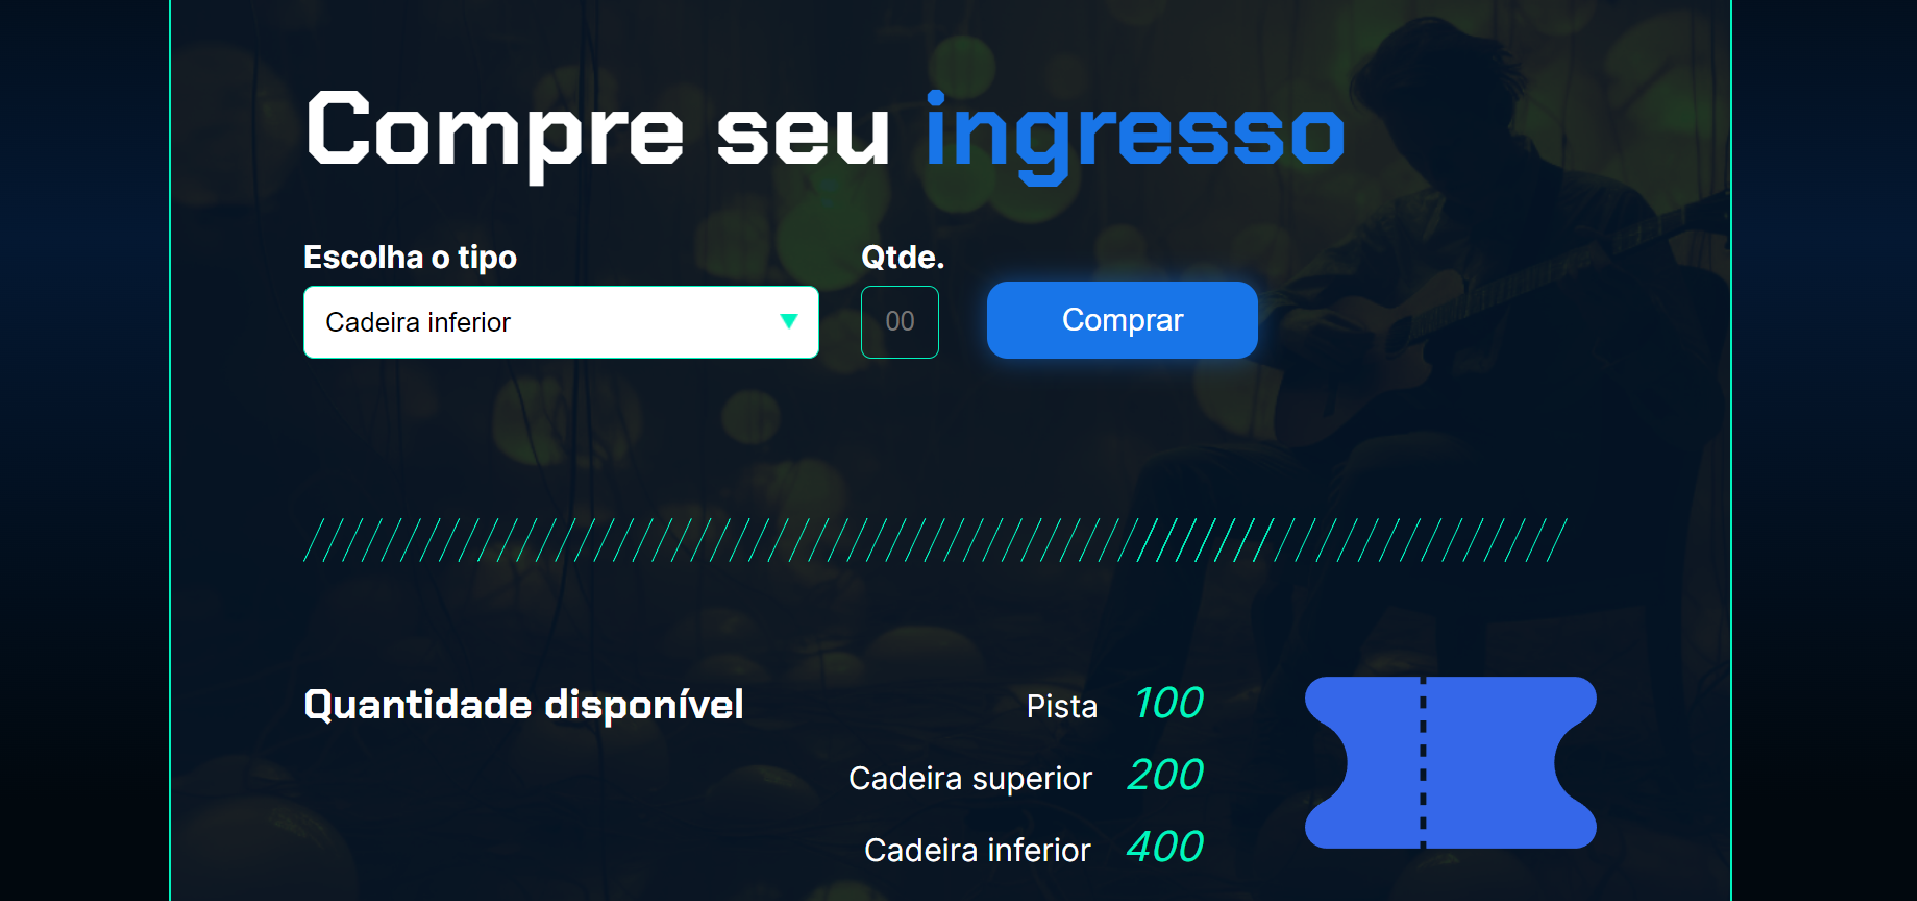 Compre seu ingresso
Escolha o tipo
Qtde.
Cadeira inferior
00
Comprar
Quantidade disponível
Pista 100
Cadeira superior 200
Cadeira inferior 400